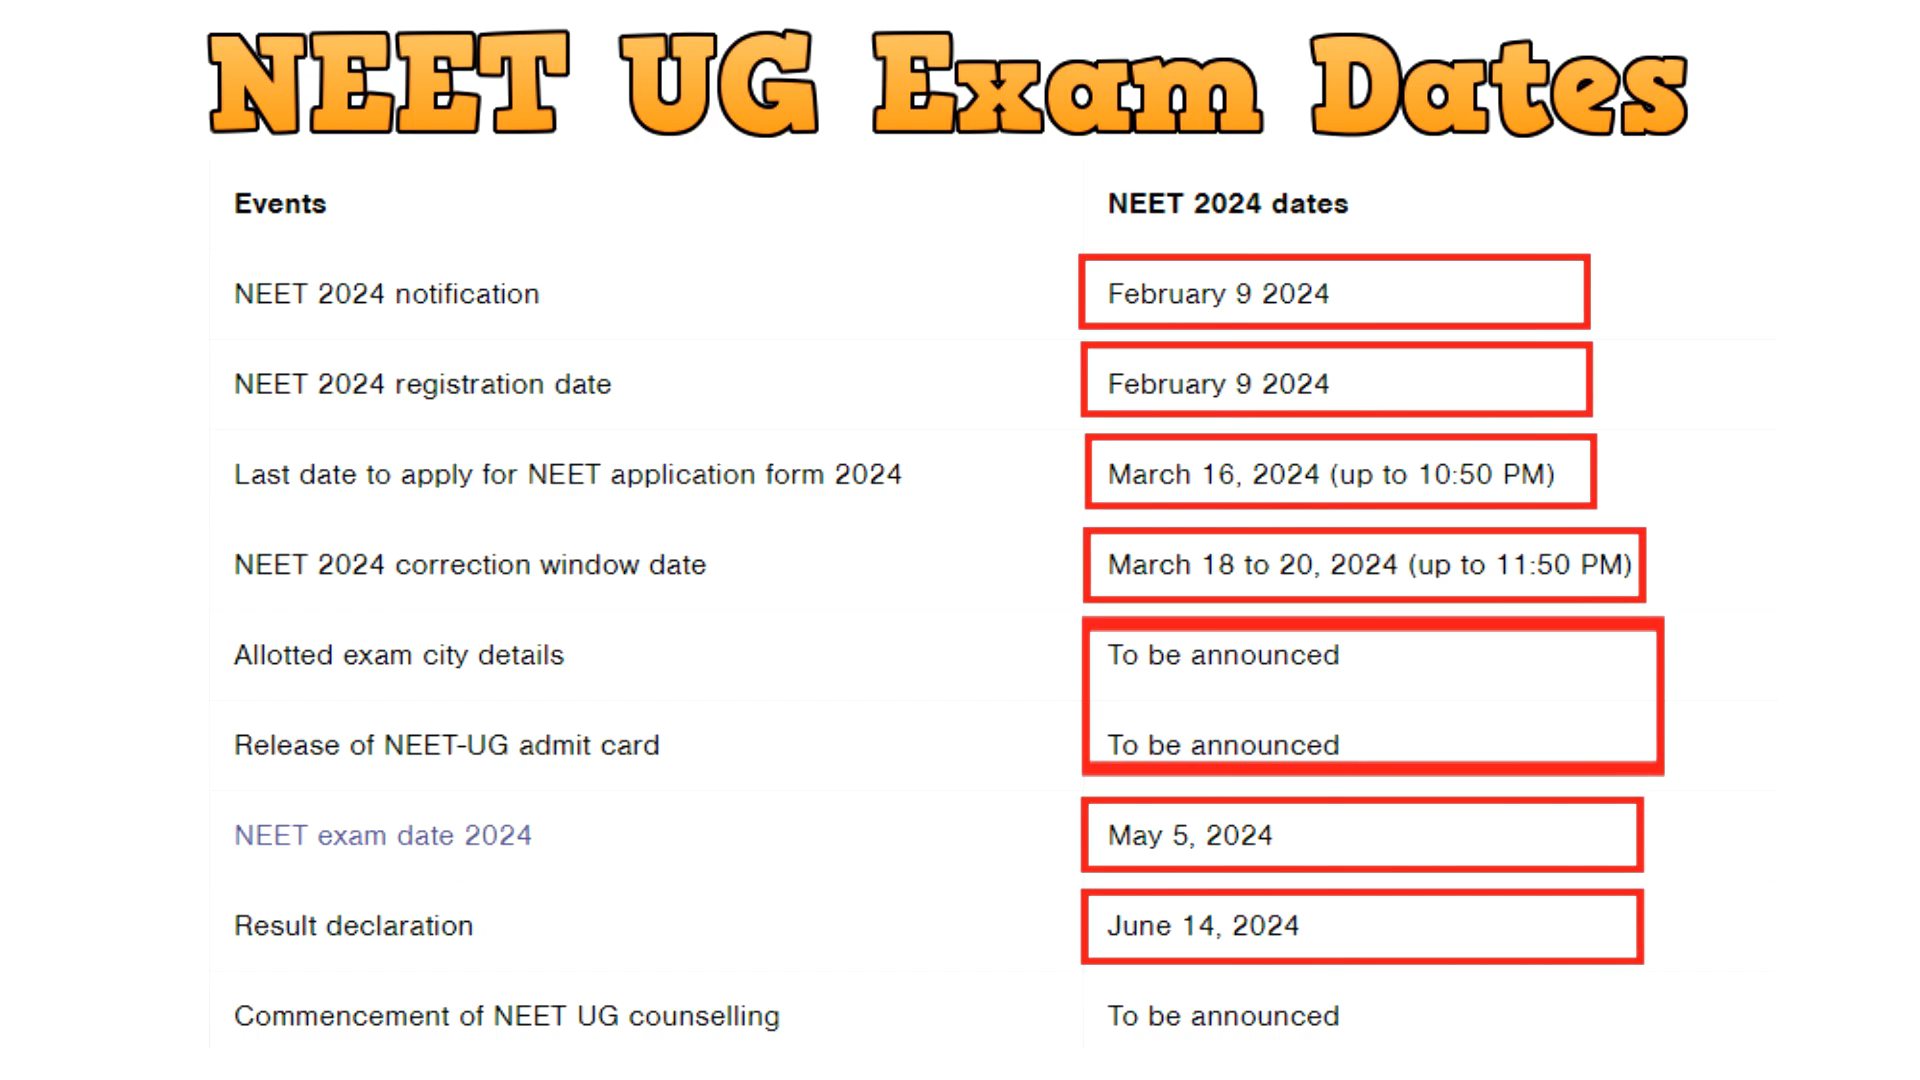 NEET UG Exam Dates
Events NEET 2024 dates
NEET 2024 notification February 9 2024
NEET 2024 registration date February 9 2024
Last date to apply for NEET application form 2024 March 16, 2024 (up to 10:50 PM)
NEET 2024 correction window date March 18 to 20, 2024 (up to 11:50 PM)
Allotted exam city details To be announced
Release of NEET-UG admit card To be announced
NEET exam date 2024 May 5, 2024
Result declaration June 14, 2024
Commencement of NEET UG counselling To be announced